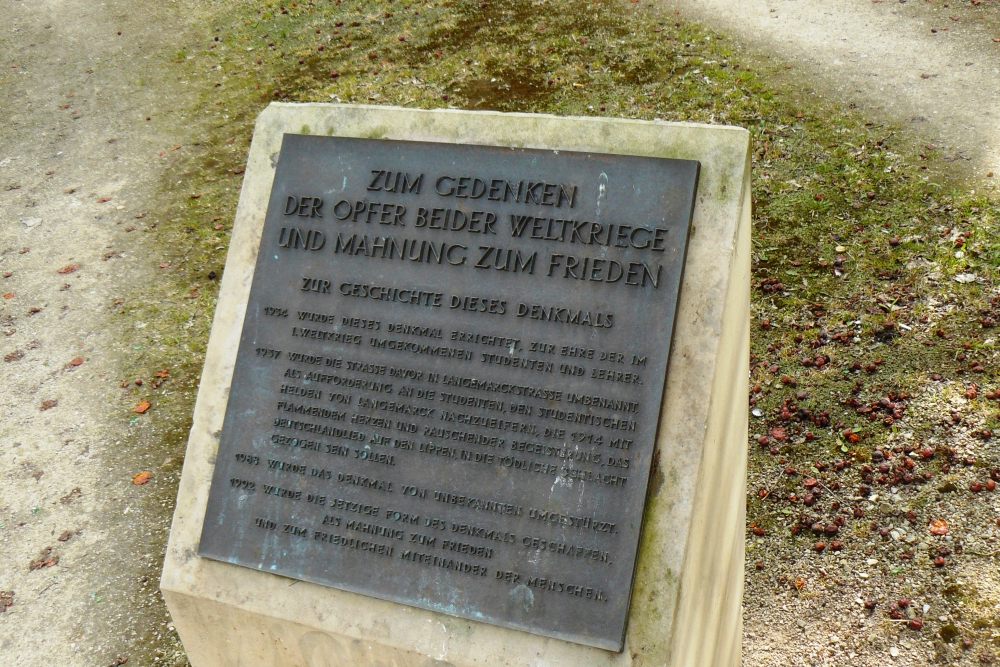 ZUM GEDENKEN
DER OPFER BEIDER WELTKRIEGE
UND MAHNUNG ZUM FRIEDEN
ZUR GESCHICHTE DIESES DENKMALS
1934 WURDE DIESES DENKMAL ERRICHTET, ZUR EHRE DER IM
I. WELTKRIEG UMGEKOMMENEN STUDENTEN UND LEHRER.
1937 WURDE DIE STRASSE DAVOR IN LANGEMARCKSTRASSE UMBENANNT
ALS AUFFORDERUNG AN DIE STUDENTEN, DEN STUDENTISCHEN
HELDEN VON LANGEMARCK NACHZUEIFERN, DIE 1914 MIT
FLAMMENDEM HERZEN UND RAUSCHENDER BEGEISTERUNG, DAS
DEUTSCHLANDLIED AUF DEN LIPPEN, IN DIE TÖDLICHE SCHLACHT
GEZOGEN SEIN SOLLEN.
1988 WURDE DAS DENKMAL VON UNBEKANNTEN UMGESTÜRZT.
1992 WURDE DIE JETZIGE FORM DES DENKMALS GESCHAFFEN,
ALS MAHNUNG ZUM FRIEDEN
UND ZUM FRIEDLICHEN MITEINANDER DER MENSCHEN.